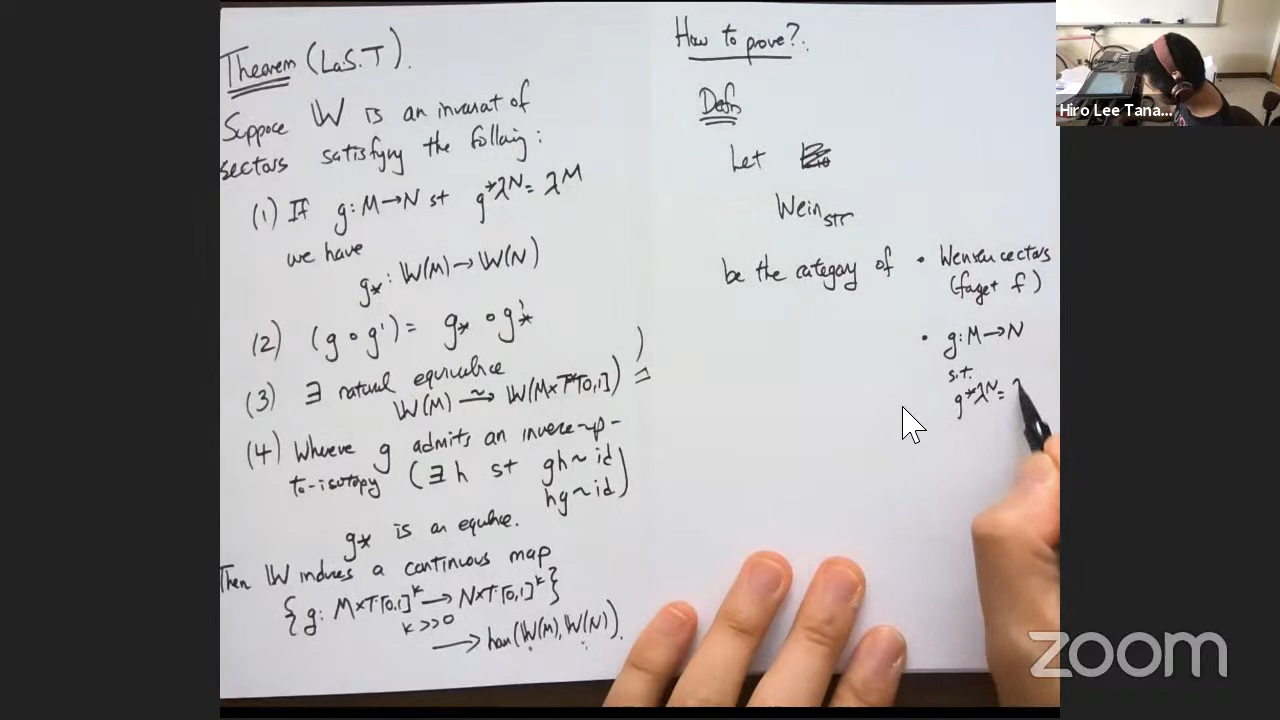 Theorem (LaS.T).
Suppose W is an invariat of
sectors satisfying the following:
(1) If g: M→N st g*λᴺ = λᴹ
we have
g⁎: W(M)→W(N)
(2) (g∘g') = g⁎ ∘ g'⁎
(3) ∃ natural equivalence
W(M) ⥲ W(M×T*[0,1])
(4) Whenever g admits an inverse-up-
to-isotopy (∃ h st gh ~ id
hg ~ id)
g⁎ is an equivalence.
Then W induces a continuous map
{g: M×T*[0,1]ᵏ → N×T*[0,1]ᵏ}
k>>0
→ hom(W(M), W(N)).
How to prove?
Defn
Let
Wein_str
be the category of • Weinstein sectors
(forget f)
• g: M→N
s.t.
g*λᴺ =
Hiro Lee Tana...
zoom